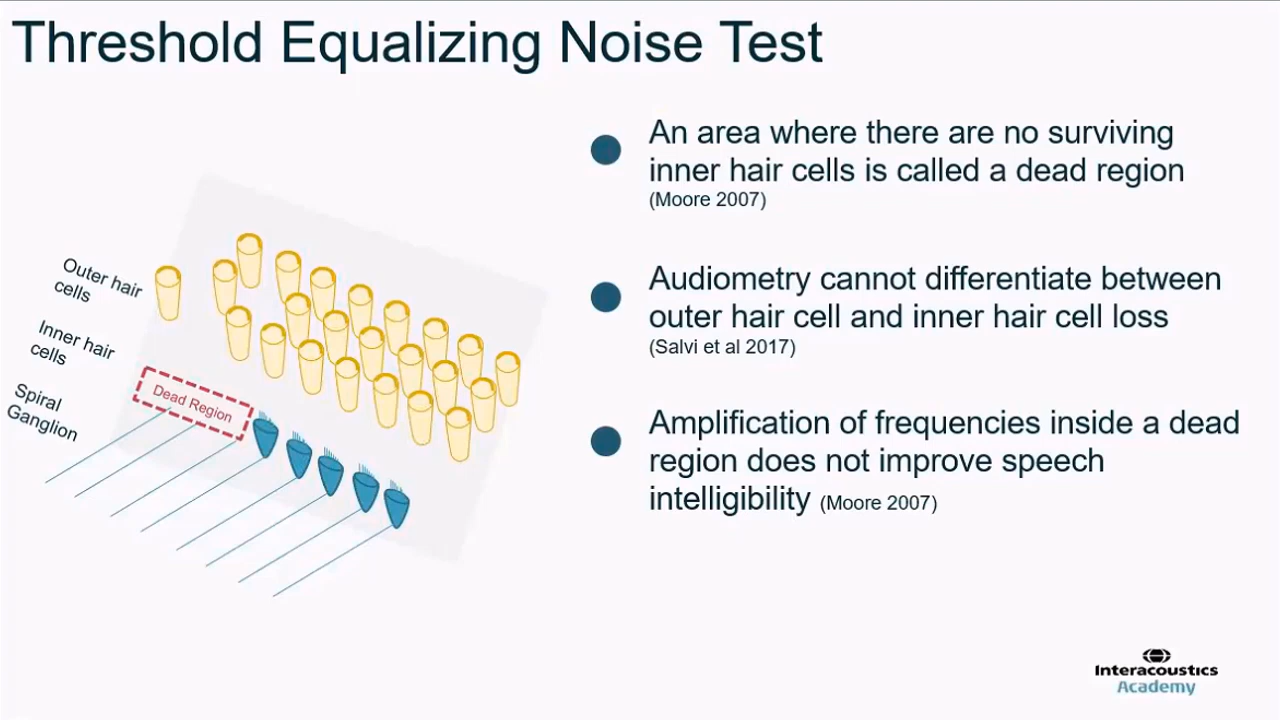 Threshold Equalizing Noise Test
Outer hair
cells
Inner hair
cells
Spiral
Ganglion
Dead Region
An area where there are no surviving
inner hair cells is called a dead region
(Moore 2007)
Audiometry cannot differentiate between
outer hair cell and inner hair cell loss
(Salvi et al 2017)
Amplification of frequencies inside a dead
region does not improve speech
intelligibility (Moore 2007)
Interacoustics
Academy